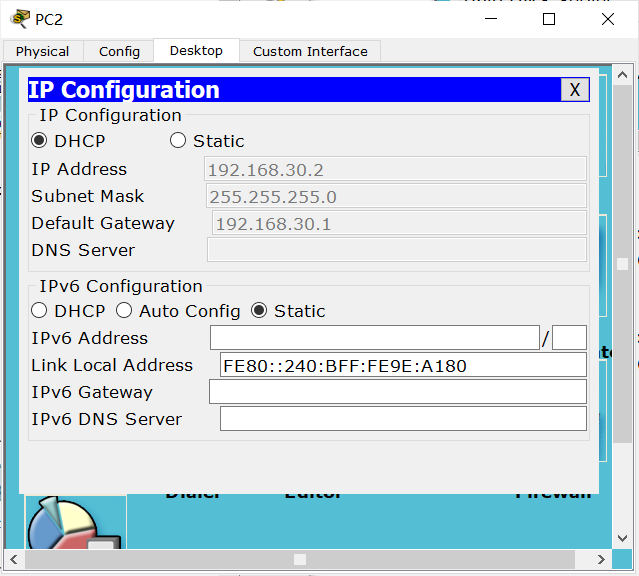 PC2
Physical Config Desktop Custom Interface
IP Configuration X
IP Configuration
DHCP Static
IP Address 192.168.30.2
Subnet Mask 255.255.255.0
Default Gateway 192.168.30.1
DNS Server
IPv6 Configuration
DHCP Auto Config Static
IPv6 Address /
Link Local Address FE80::240:BFF:FE9E:A180
IPv6 Gateway
IPv6 DNS Server
Dialer Editor Firewall